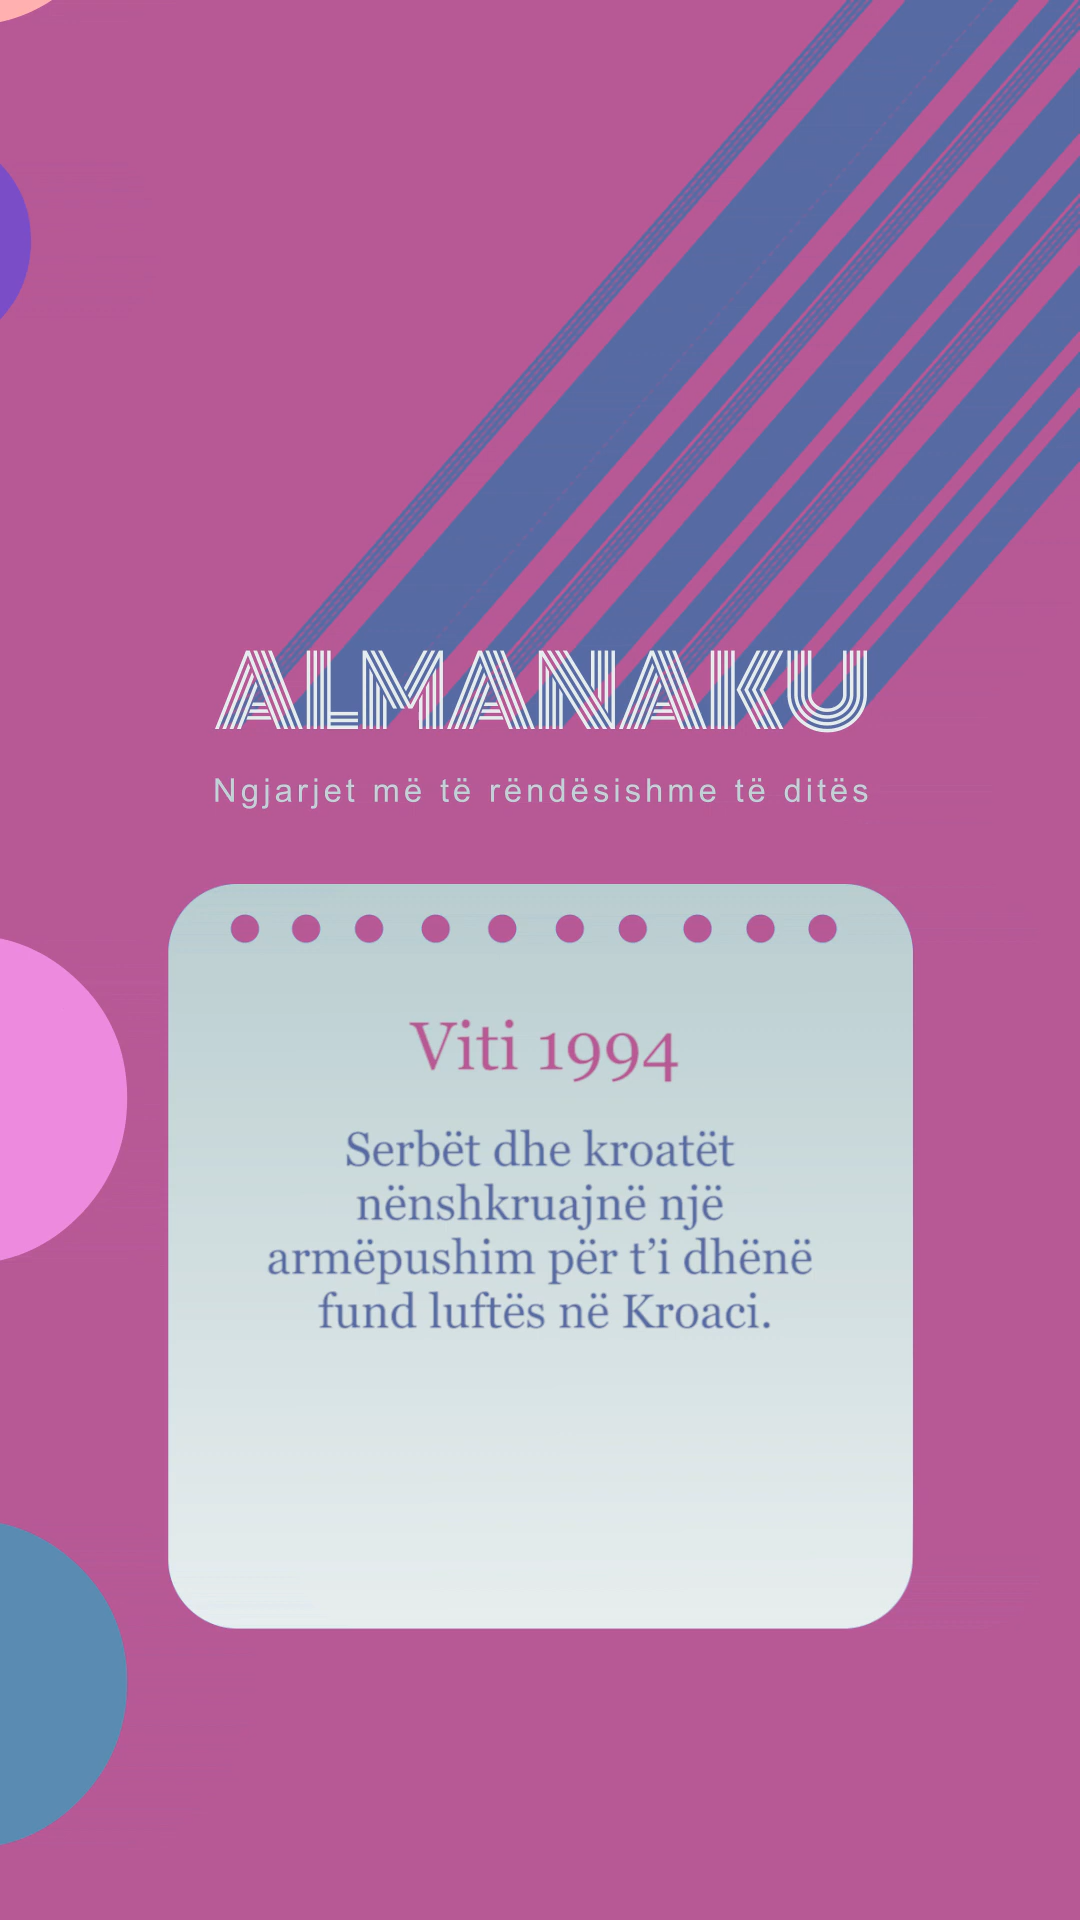 ALMANAKU
Ngjarjet më të rëndësishme të ditës
Viti 1994
Serbët dhe kroatët
nënshkruajnë një
armëpushim për t’i dhënë
fund luftës në Kroaci.